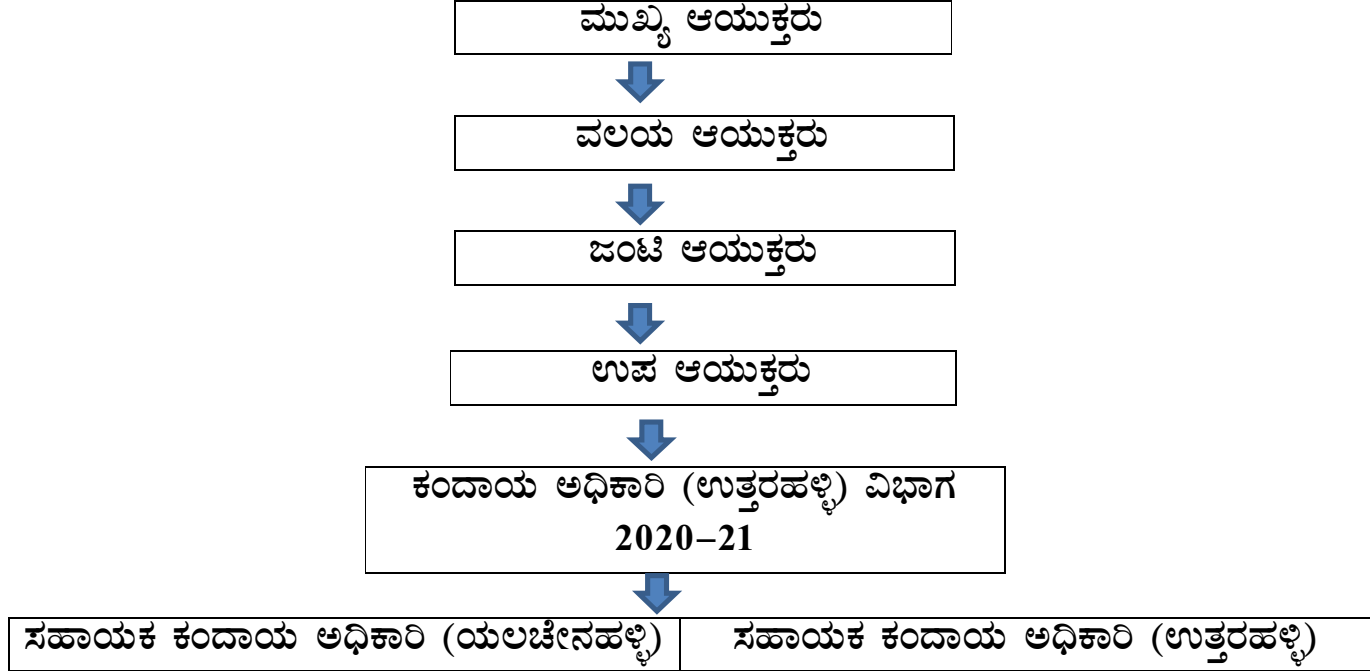 ಮುಖ್ಯ ಆಯುಕ್ತರು
ವಲಯ ಆಯುಕ್ತರು
ಜಂಟಿ ಆಯುಕ್ತರು
ಉಪ ಆಯುಕ್ತರು
ಕಂದಾಯ ಅಧಿಕಾರಿ (ಉತ್ತರಹಳ್ಳಿ) ವಿಭಾಗ
2020–21
ಸಹಾಯಕ ಕಂದಾಯ ಅಧಿಕಾರಿ (ಯಲಚೇನಹಳ್ಳಿ) ಸಹಾಯಕ ಕಂದಾಯ ಅಧಿಕಾರಿ (ಉತ್ತರಹಳ್ಳಿ)